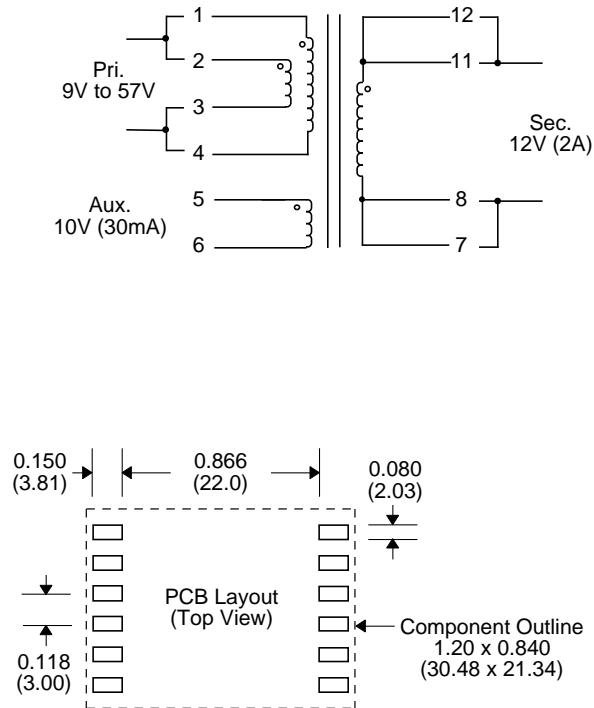 1
2
3
4
5
6
Pri.
9V to 57V
Aux.
10V (30mA)
12
11
8
7
Sec.
12V (2A)
0.150
(3.81)
0.866
(22.0)
0.080
(2.03)
0.118
(3.00)
PCB Layout
(Top View)
Component Outline
1.20 x 0.840
(30.48 x 21.34)